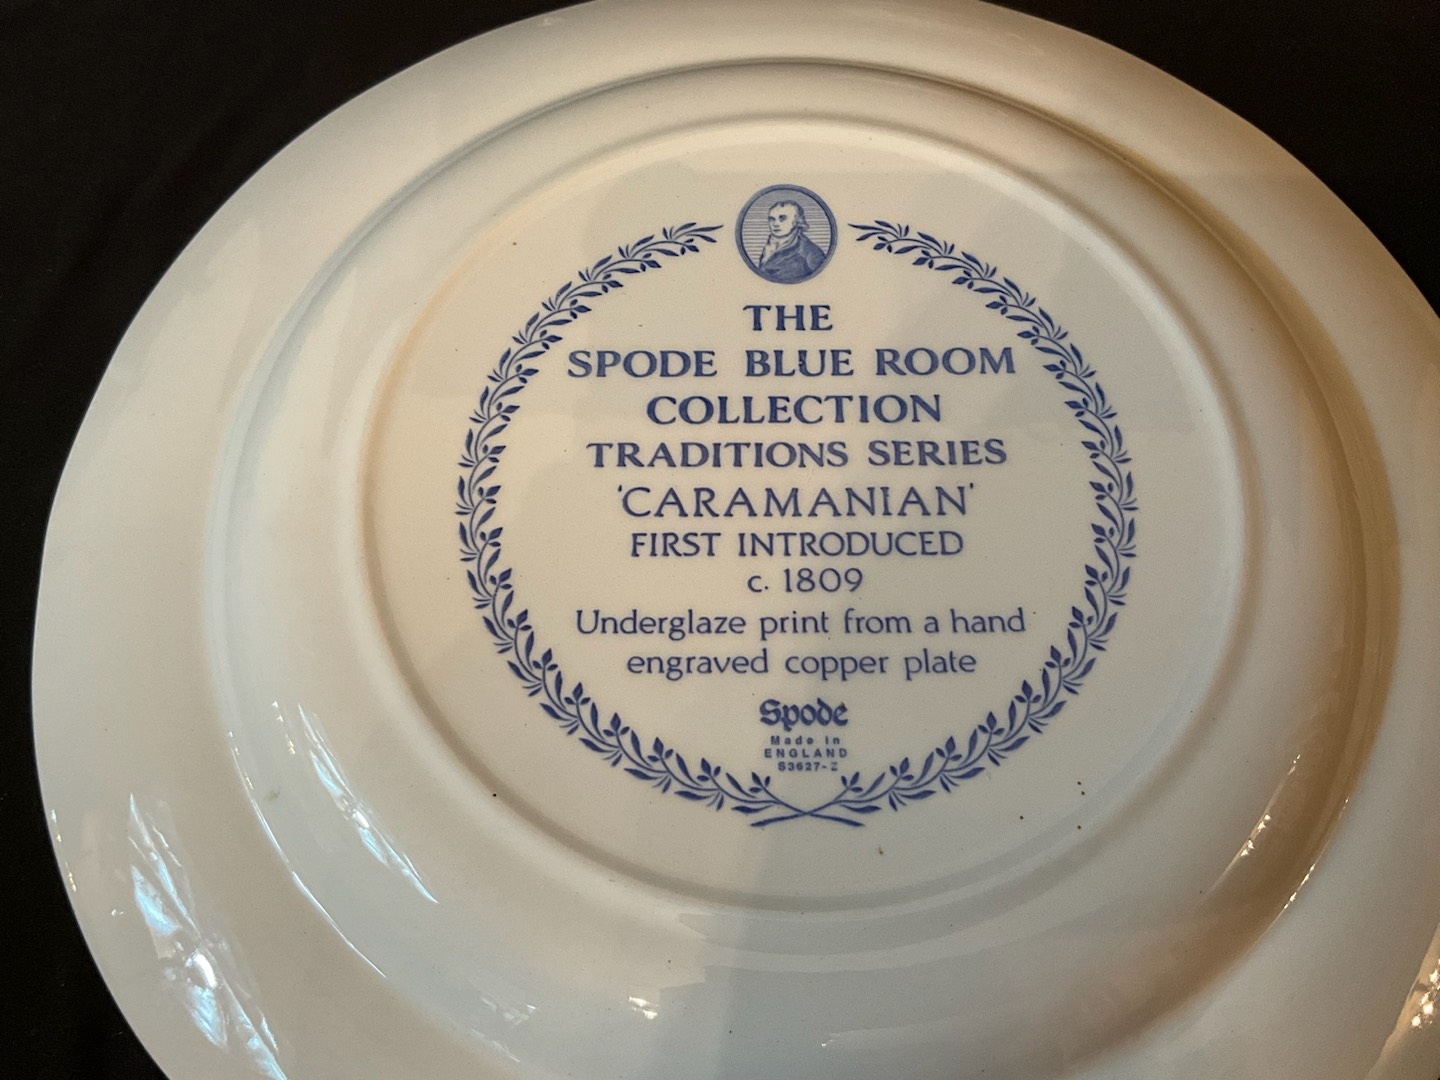 THE
SPODE BLUE ROOM
COLLECTION
TRADITIONS SERIES
'CARAMANIAN'
FIRST INTRODUCED
c. 1809
Underglaze print from a hand
engraved copper plate
Spode
Made in
ENGLAND
S3627-Z